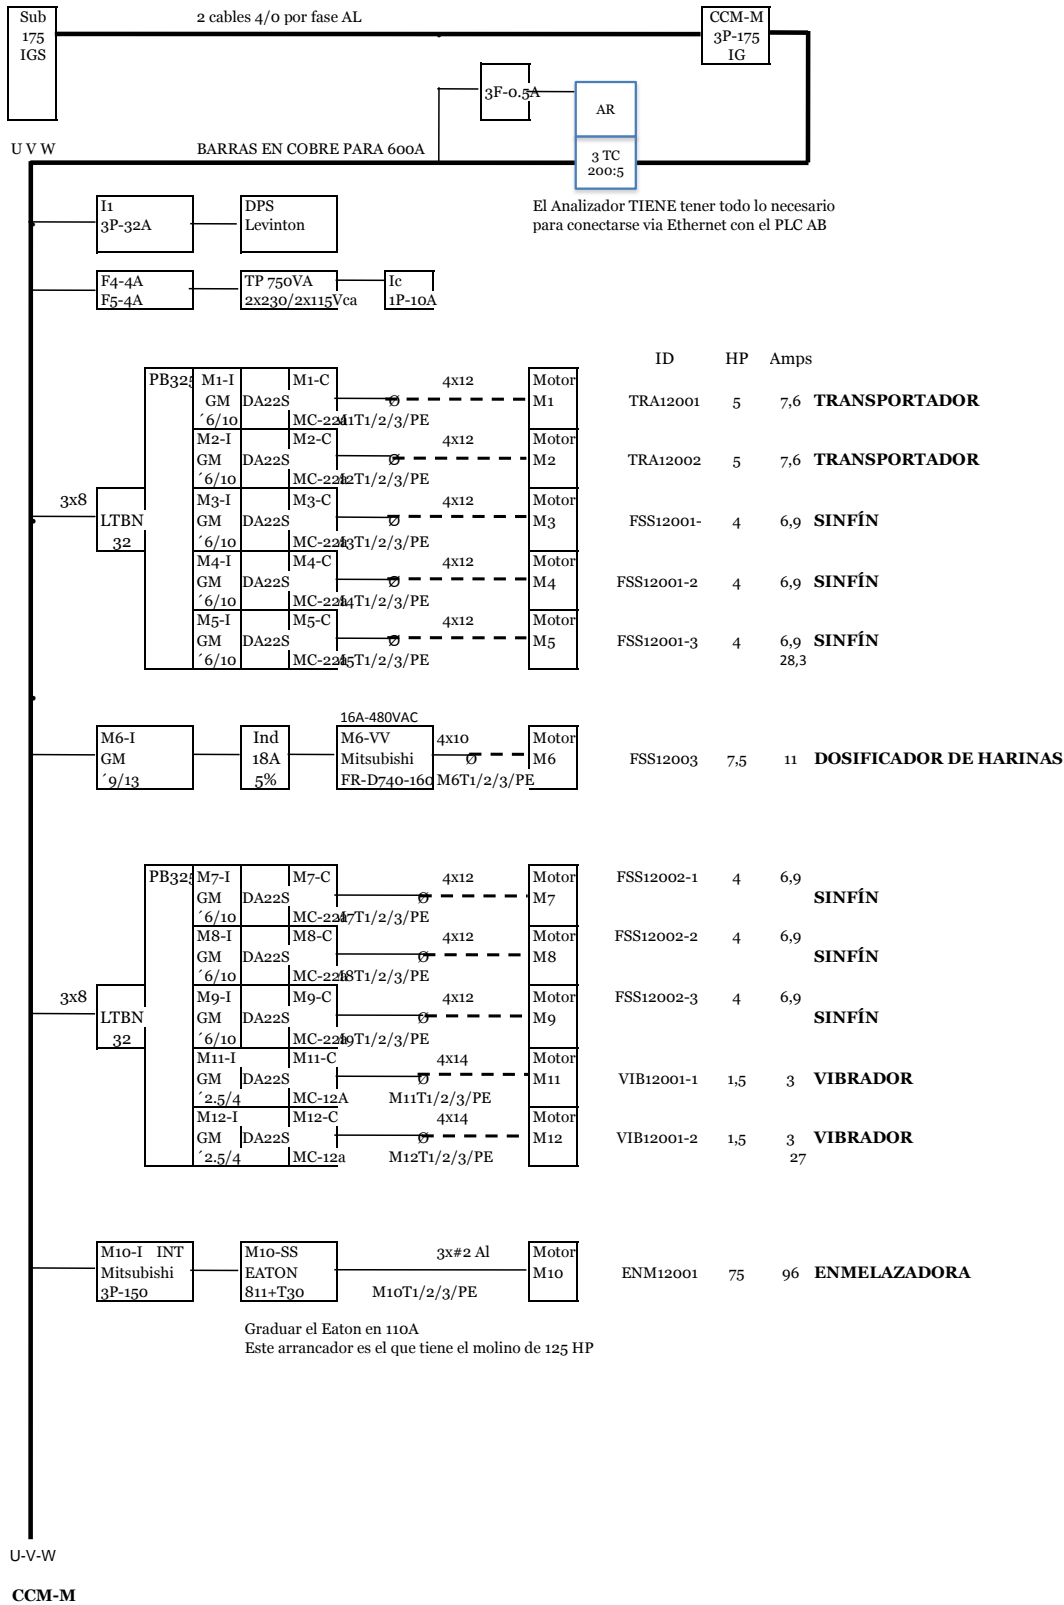 Sub
175
IGS
2 cables 4/0 por fase AL
CCM-M
3P-175
IG
3F-0.5A
AR
U V W
BARRAS EN COBRE PARA 600A
3 TC
200:5
I1
3P-32A
DPS
Levinton
El Analizador TIENE tener todo lo necesario
para conectarse via Ethernet con el PLC AB
F4-4A
F5-4A
TP 750VA
2x230/2x115Vca
Ic
1P-10A
ID HP Amps
PB325 M1-I M1-C 4x12 Motor
GM DA22S Ø M1 TRA12001 5 7,6 TRANSPORTADOR
´6/10 MC-22a M1T1/2/3/PE
M2-I M2-C 4x12 Motor
GM DA22S Ø M2 TRA12002 5 7,6 TRANSPORTADOR
´6/10 MC-22a M2T1/2/3/PE
3x8 M3-I M3-C 4x12 Motor
LTBN GM DA22S Ø M3 FSS12001- 4 6,9 SINFÍN
32 ´6/10 MC-22a M3T1/2/3/PE
M4-I M4-C 4x12 Motor
GM DA22S Ø M4 FSS12001-2 4 6,9 SINFÍN
´6/10 MC-22a M4T1/2/3/PE
M5-I M5-C 4x12 Motor
GM DA22S Ø M5 FSS12001-3 4 6,9 SINFÍN
´6/10 MC-22a M5T1/2/3/PE 28,3
16A-480VAC
M6-I Ind M6-VV 4x10 Motor
GM 18A Mitsubishi Ø M6 FSS12003 7,5 11 DOSIFICADOR DE HARINAS
´9/13 5% FR-D740-160 M6T1/2/3/PE
PB325 M7-I M7-C 4x12 Motor FSS12002-1 4 6,9
GM DA22S Ø M7 SINFÍN
´6/10 MC-22a M7T1/2/3/PE
M8-I M8-C 4x12 Motor FSS12002-2 4 6,9
GM DA22S Ø M8 SINFÍN
´6/10 MC-22a M8T1/2/3/PE
3x8 M9-I M9-C 4x12 Motor FSS12002-3 4 6,9
LTBN GM DA22S Ø M9 SINFÍN
32 ´6/10 MC-22a M9T1/2/3/PE
M11-I M11-C 4x14 Motor
GM DA22S Ø M11 VIB12001-1 1,5 3 VIBRADOR
´2.5/4 MC-12A M11T1/2/3/PE
M12-I M12-C 4x14 Motor
GM DA22S Ø M12 VIB12001-2 1,5 3 VIBRADOR
´2.5/4 MC-12a M12T1/2/3/PE 27
M10-I INT M10-SS 3x#2 Al Motor
Mitsubishi EATON M10 ENM12001 75 96 ENMELAZADORA
3P-150 811+T30 M10T1/2/3/PE
Graduar el Eaton en 110A
Este arrancador es el que tiene el molino de 125 HP
U-V-W
CCM-M